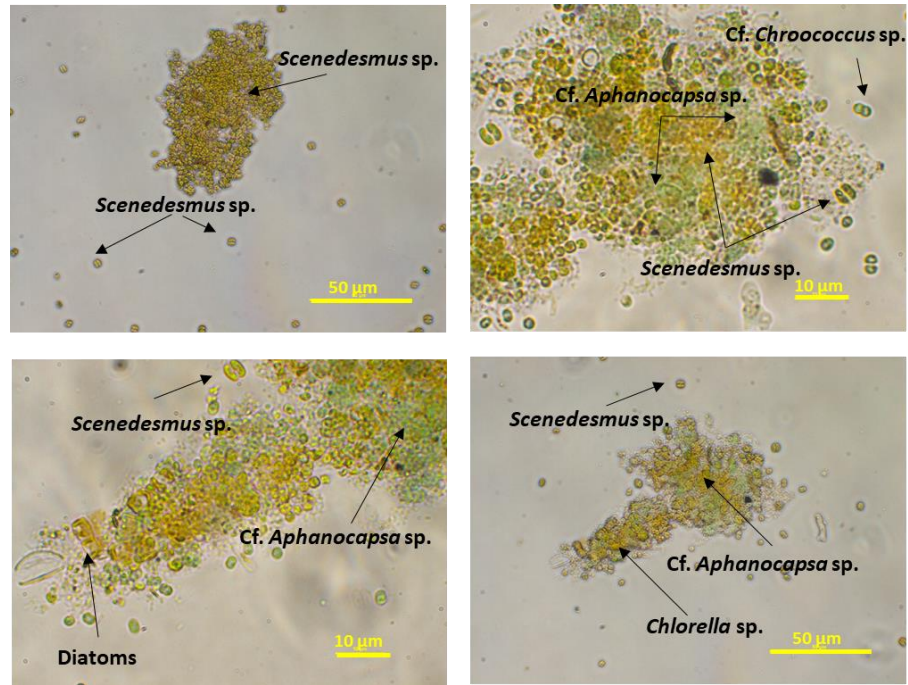 Scenedesmus sp.
Scenedesmus sp.
50 µm
Cf. Chroococcus sp.
Cf. Aphanocapsa sp.
Scenedesmus sp.
10 µm
Scenedesmus sp.
Cf. Aphanocapsa sp.
Diatoms
10 µm
Scenedesmus sp.
Cf. Aphanocapsa sp.
Chlorella sp.
50 µm